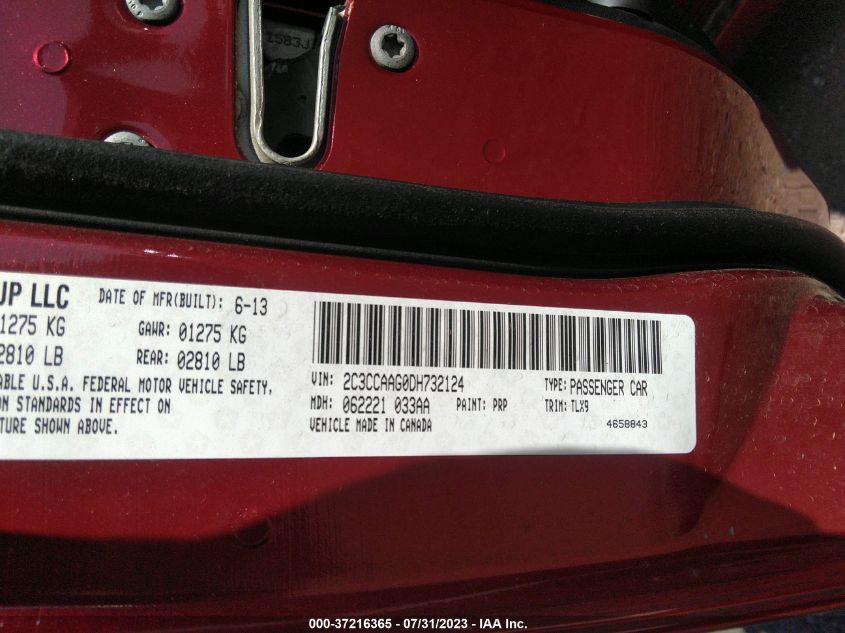 1583J
UP LLC
DATE OF MFR(BUILT): 6-13
1275 KG
GAWR: 01275 KG
2810 LB
REAR: 02810 LB
ABLE U.S.A. FEDERAL MOTOR VEHICLE SAFETY,
ON STANDARDS IN EFFECT ON
TURE SHOWN ABOVE.
VIN: 2C3CCAAG0DH732124
TYPE: PASSENGER CAR
MDH: 062221 033AA
PAINT: PRP
TRIM: TLX9
VEHICLE MADE IN CANADA
4658843
000-37216365 - 07/31/2023 - IAA Inc.